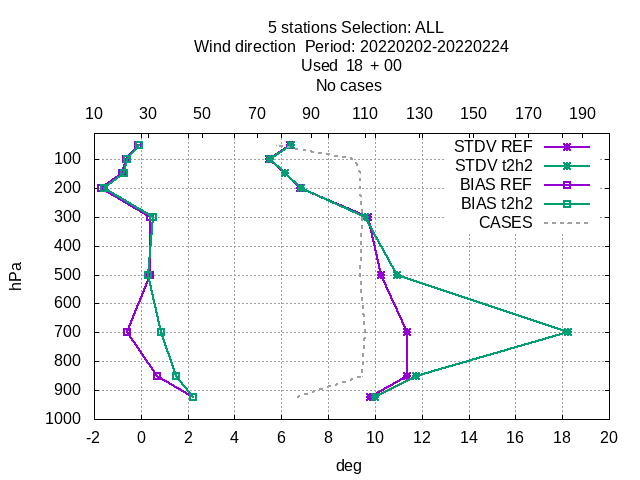 5 stations Selection: ALL
Wind direction  Period: 20220202-20220224
Used  18  + 00
No cases
10 30 50 70 90 110 130 150 170 190
STDV REF
STDV t2h2
BIAS REF
BIAS t2h2
CASES
100
200
300
400
500
600
700
800
900
1000
hPa
-2 0 2 4 6 8 10 12 14 16 18 20
deg